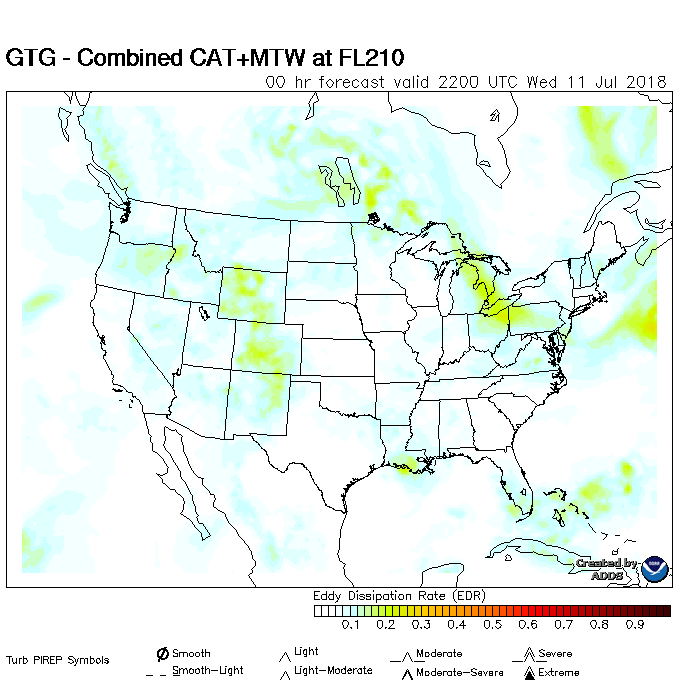 GTG - Combined CAT+MTW at FL210
00 hr forecast valid 2200 UTC Wed 11 Jul 2018
Created by
ADDS
Eddy Dissipation Rate (EDR)
0.1 0.2 0.3 0.4 0.5 0.6 0.7 0.8 0.9
Turb PIREP Symbols
Smooth Light Moderate Severe
Smooth-Light Light-Moderate Moderate-Severe Extreme